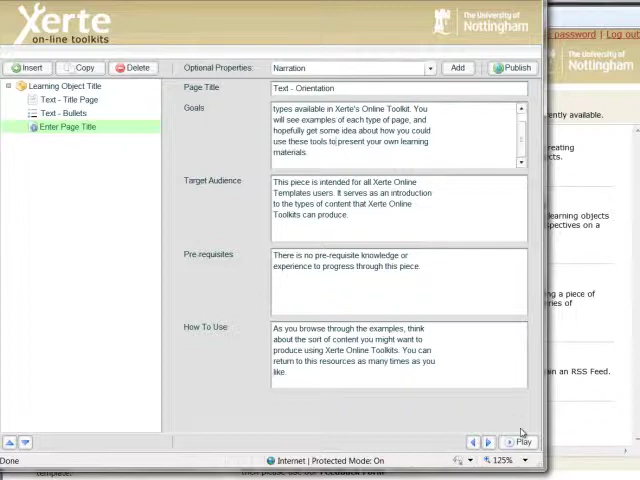 Xerte
on-line toolkits
The University of
Nottingham
password | Log out
The University of
Nottingham
Insert
Copy
Delete
Optional Properties:
Narration
Add
Publish
Learning Object Title
Text - Title Page
Text - Bullets
Enter Page Title
Page Title
Text - Orientation
Goals
types available in Xerte's Online Toolkit. You
will see examples of each type of page, and
hopefully get some idea about how you could
use these tools to present your own learning
materials.
Target Audience
This piece is intended for all Xerte Online
Templates users. It serves as an introduction
to the types of content that Xerte Online
Toolkits can produce.
Pre-requisites
There is no pre-requisite knowledge or
experience to progress through this piece.
How To Use
As you browse through the examples, think
about the sort of content you might want to
produce using Xerte Online Toolkits. You can
return to this resources as many times as you
like.
Play
Done
Internet | Protected Mode: On
125%
ently available.
reating
cts.
learning objects
spectives on a
ng a piece of
ries of
an RSS Feed.
template.